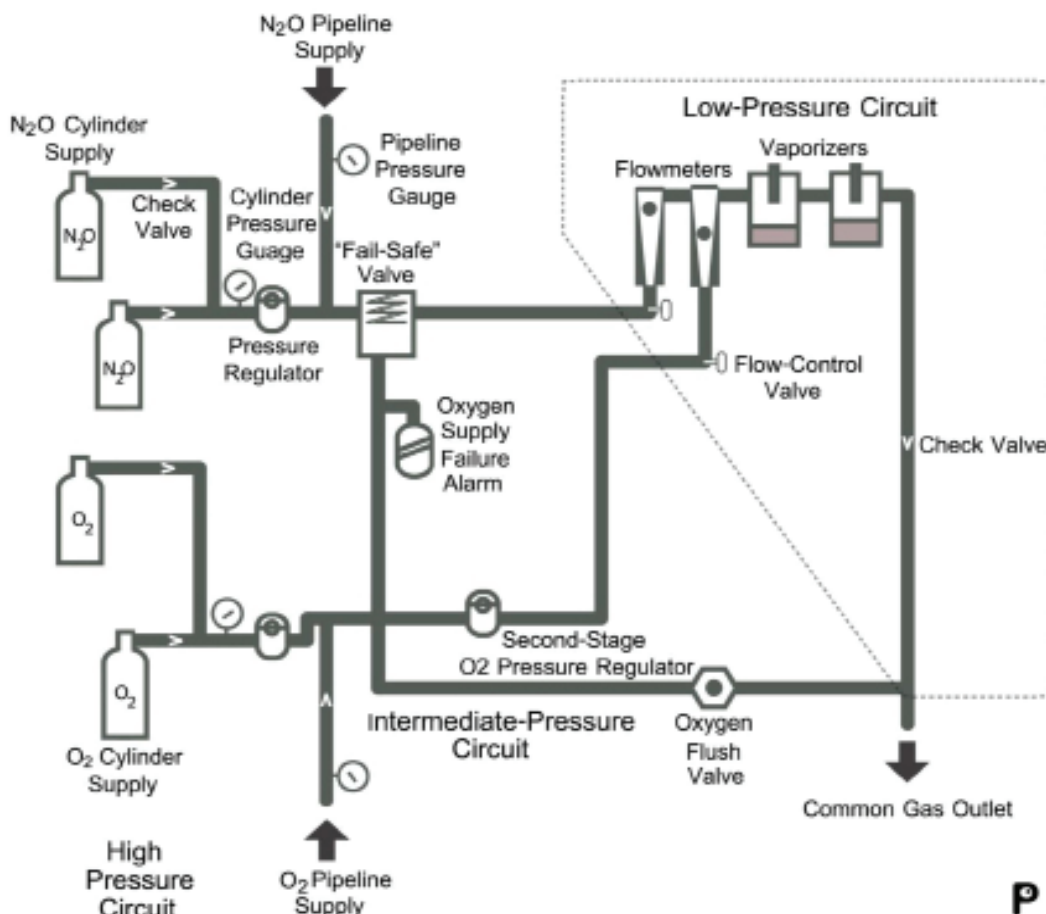 N2O Pipeline
Supply
Low-Pressure Circuit
N2O Cylinder
Supply
Pipeline
Pressure
Gauge
Flowmeters
Vaporizers
Check
Valve
Cylinder
Pressure
Guage
"Fail-Safe"
Valve
N2O
N2O
Pressure
Regulator
Flow-Control
Valve
Oxygen
Supply
Failure
Alarm
Check Valve
O2
O2
Second-Stage
O2 Pressure Regulator
Intermediate-Pressure
Circuit
Oxygen
Flush
Valve
O2 Cylinder
Supply
Common Gas Outlet
High
Pressure
Circuit
O2 Pipeline
Supply
P